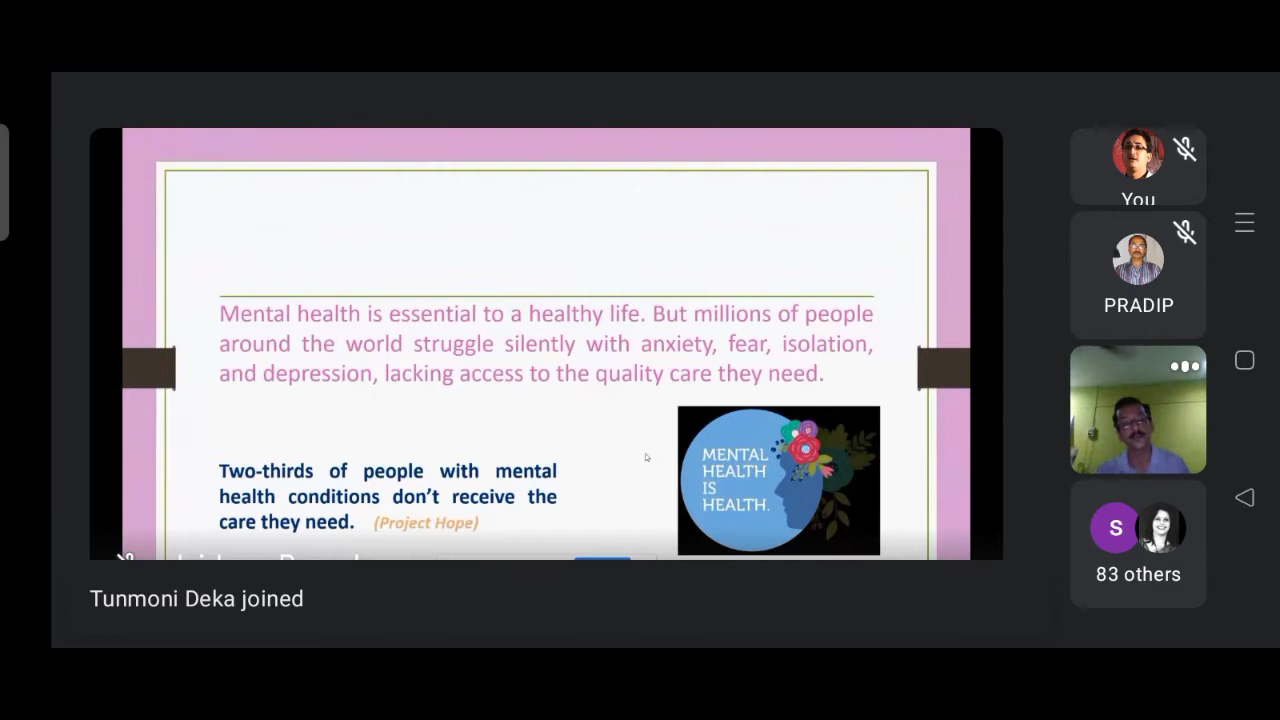 Mental health is essential to a healthy life. But millions of people
around the world struggle silently with anxiety, fear, isolation,
and depression, lacking access to the quality care they need.
MENTAL
HEALTH
IS
HEALTH.
Two-thirds of people with mental
health conditions don’t receive the
care they need. (Project Hope)
Tunmoni Deka joined
You
PRADIP
S
83 others